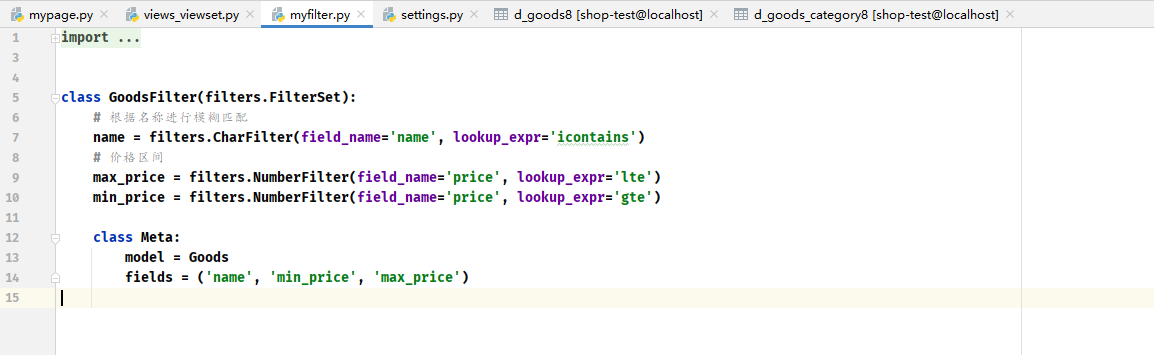 mypage.py views_viewset.py myfilter.py settings.py d_goods8 [shop-test@localhost] d_goods_category8 [shop-test@localhost]
1 import ...
3
4
5 class GoodsFilter(filters.FilterSet):
6 # 根据名称进行模糊匹配
7 name = filters.CharFilter(field_name='name', lookup_expr='icontains')
8 # 价格区间
9 max_price = filters.NumberFilter(field_name='price', lookup_expr='lte')
10 min_price = filters.NumberFilter(field_name='price', lookup_expr='gte')
11
12 class Meta:
13 model = Goods
14 fields = ('name', 'min_price', 'max_price')
15